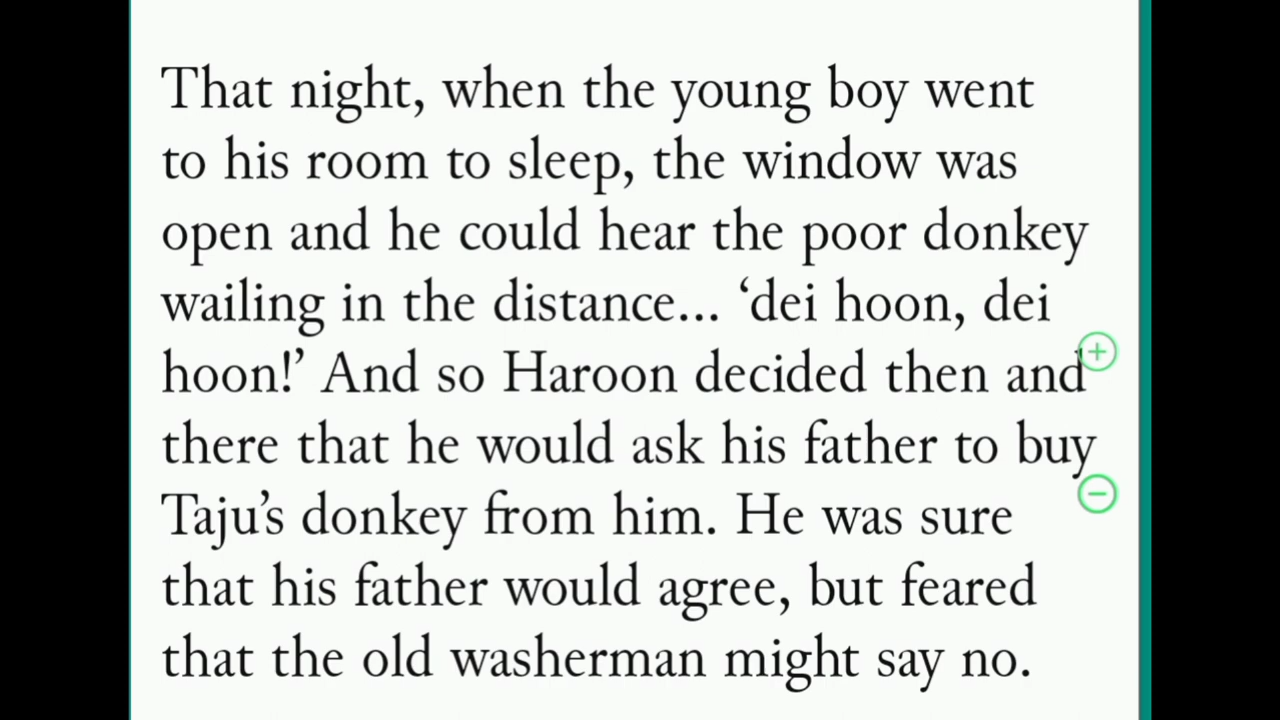 That night, when the young boy went
to his room to sleep, the window was
open and he could hear the poor donkey
wailing in the distance... ‘dei hoon, dei
hoon!’ And so Haroon decided then and
there that he would ask his father to buy
Taju’s donkey from him. He was sure
that his father would agree, but feared
that the old washerman might say no.